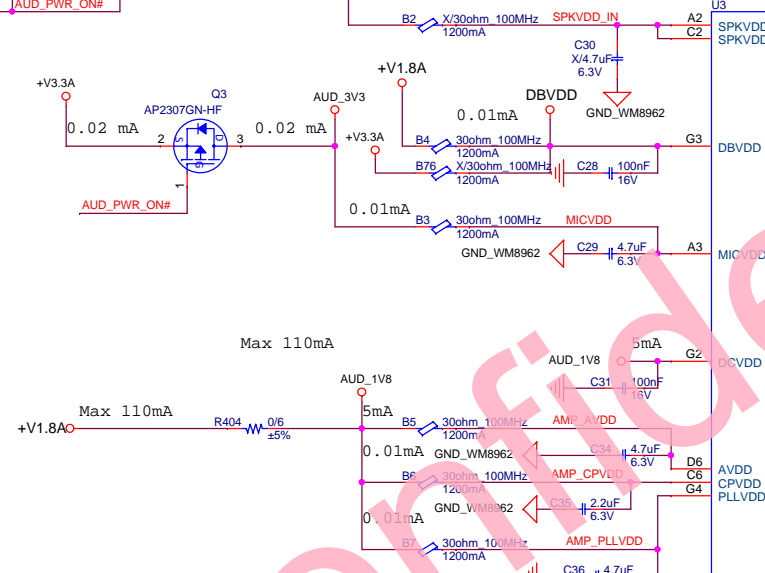 AUD_PWR_ON#
U3
B2
X/30ohm_100MHz
1200mA
SPKVDD_IN
A2
C2
SPKVDD
SPKVDD
C30
X/4.7uF
6.3V
GND_WM8962
+V3.3A
Q3
AP2307GN-HF
AUD_3V3
+V1.8A
DBVDD
0.01mA
0.02 mA
0.02 mA
2
3
S
D
G
1
+V3.3A
B4
30ohm_100MHz
1200mA
G3
DBVDD
B76
X/30ohm_100MHz
1200mA
C28
100nF
16V
AUD_PWR_ON#
0.01mA
B3
30ohm_100MHz
1200mA
MICVDD
GND_WM8962
C29
4.7uF
6.3V
A3
MICVDD
Max 110mA
5mA
AUD_1V8
G2
DCVDD
AUD_1V8
C31
100nF
16V
Max 110mA
+V1.8A
R404
0/6
±5%
5mA
B5
30ohm_100MHz
1200mA
AMP_AVDD
0.01mA
GND_WM8962
C34
4.7uF
6.3V
D6
AVDD
B6
30ohm_100MHz
1200mA
AMP_CPVDD
C6
CPVDD
G4
PLLVDD
GND_WM8962
C35
2.2uF
6.3V
0.01mA
B7
30ohm_100MHz
1200mA
AMP_PLLVDD
C36
4.7uF
confide